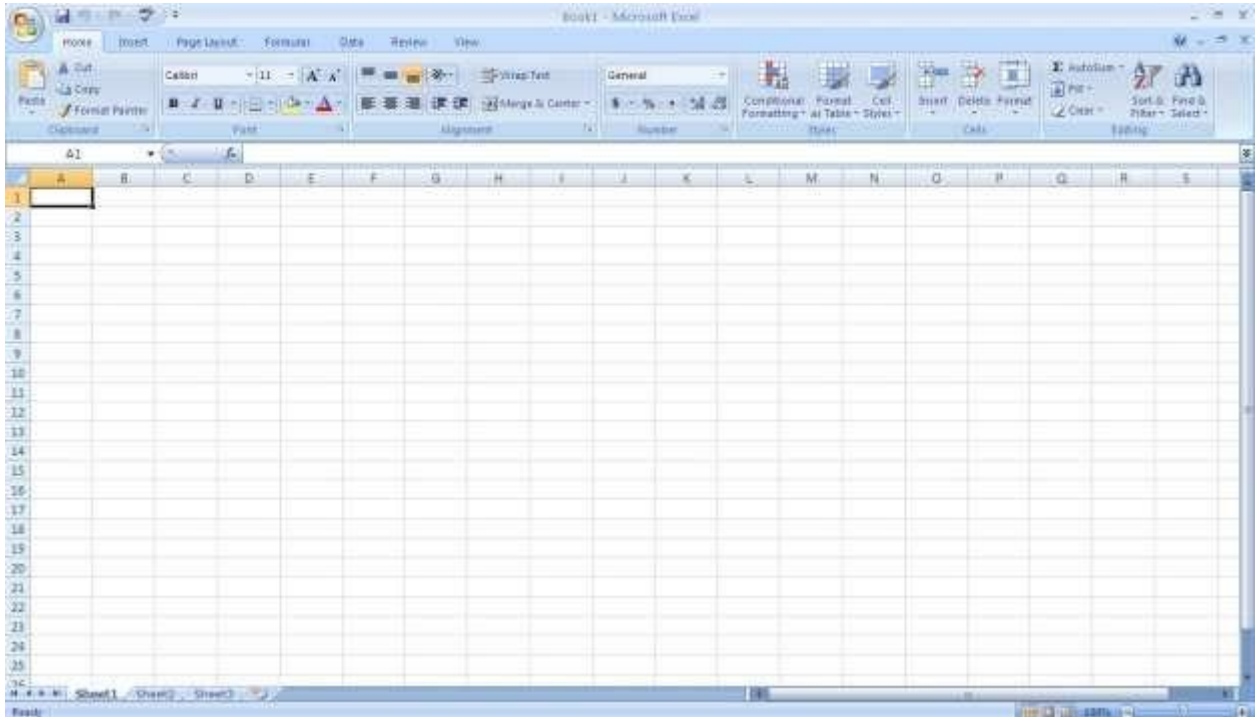 Book1 - Microsoft Excel
Home Insert Page Layout Formulas Data Review View
Paste
Cut
Copy
Format Painter
Clipboard
Calibri 11
B I U
Font
Wrap Text
Merge & Center
Alignment
General
$ %
Number
Conditional Formatting
Format as Table
Cell Styles
Styles
Insert Delete Format
Cells
Σ AutoSum
Fill
Clear
Sort & Filter
Find & Select
Editing
A1 fx
A B C D E F G H I J K L M N O P Q R S
1
2
3
4
5
6
7
8
9
10
11
12
13
14
15
16
17
18
19
20
21
22
23
24
25
26
Sheet1 Sheet2 Sheet3
Ready 100%